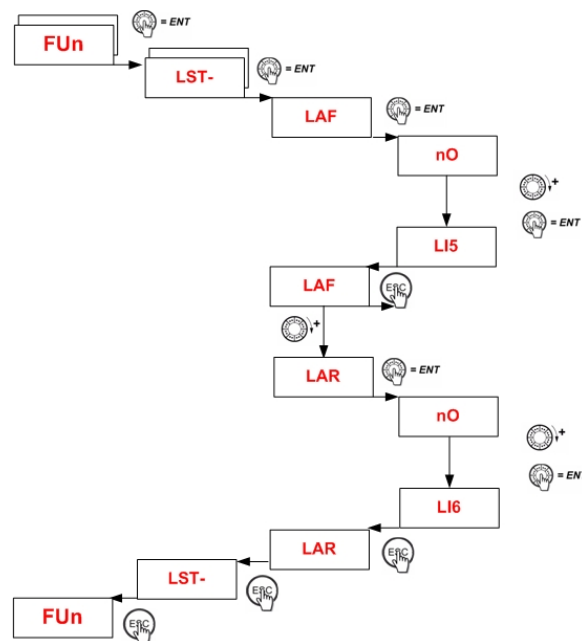 FUn
= ENT
LST-
= ENT
LAF
= ENT
nO
+
= ENT
LI5
LAF
ESC
+
LAR
= ENT
nO
+
= EN
LI6
LAR
ESC
LST-
ESC
FUn
ESC